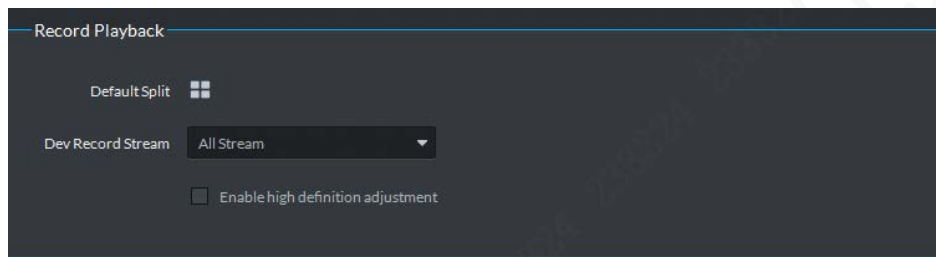 Record Playback
Default Split
Dev Record Stream All Stream
Enable high definition adjustment